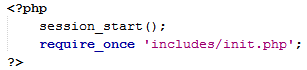 <?php
session_start();
require_once 'includes/init.php';
?>